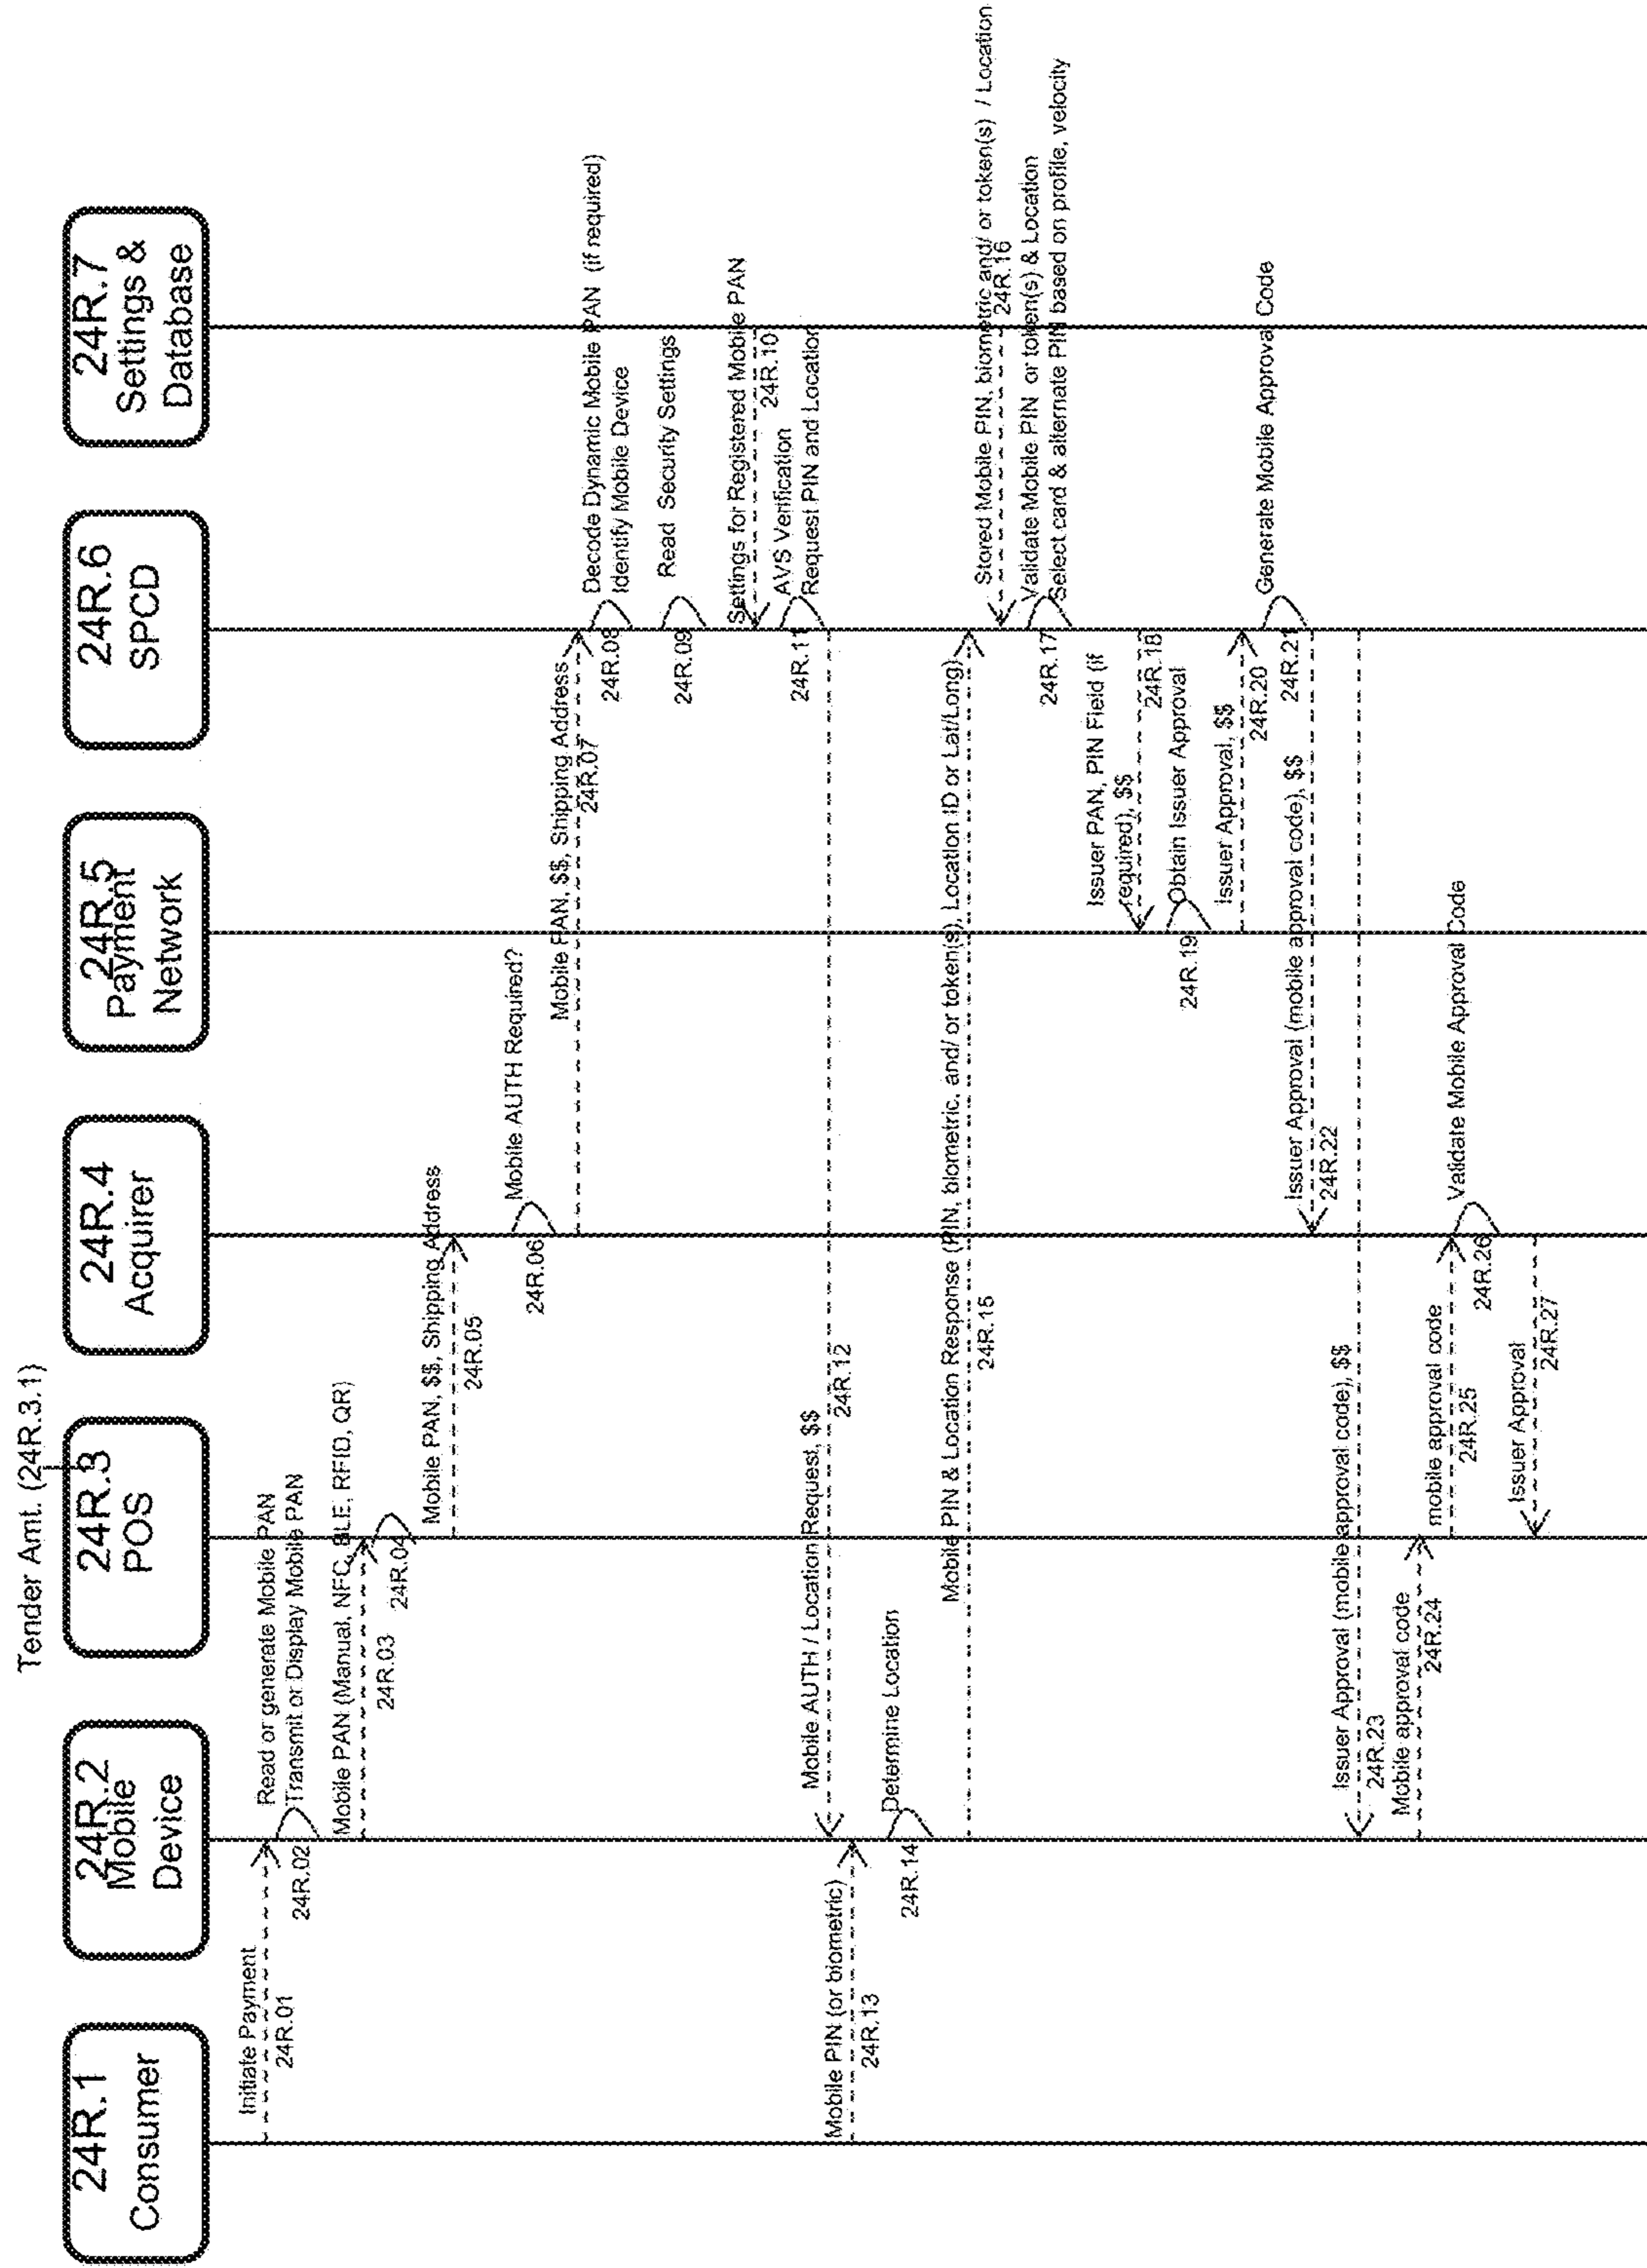 Tender Amt. (24R.3.1)
24R.1
Consumer
24R.2
Mobile
Device
24R.3
POS
24R.4
Acquirer
24R.5
Payment
Network
24R.6
SPCD
24R.7
Settings &
Database
Initiate Payment
24R.01
Read or generate Mobile PAN
Transmit or Display Mobile PAN
24R.02
Mobile PAN (Manual, NFC, BLE, RFID, QR)
24R.03
24R.04
Mobile PAN, $$, Shipping Address
24R.05
Mobile AUTH Required?
24R.06
Mobile PAN, $$, Shipping Address
24R.07
Decode Dynamic Mobile PAN (if required)
Identify Mobile Device
24R.08
Read Security Settings
24R.09
Settings for Registered Mobile PAN
24R.10
AVS Verification
Request PIN and Location
24R.11
Mobile AUTH / Location Request, $$
24R.12
Mobile PIN (or biometric)
24R.13
Determine Location
24R.14
Mobile PIN & Location Response (PIN, biometric, and/ or token(s), Location ID or Lat/Long)
24R.15
Stored Mobile PIN, biometric and/ or token(s) / Location
24R.16
Validate Mobile PIN or token(s) & Location
Select card & alternate PIN based on profile, velocity
24R.17
Issuer PAN, PIN Field (if
required), $$
24R.18
Obtain Issuer Approval
24R.19
Issuer Approval, $$
24R.20
Generate Mobile Approval Code
24R.21
Issuer Approval (mobile approval code), $$
24R.22
Issuer Approval (mobile approval code), $$
24R.23
Mobile approval code
24R.24
mobile approval code
24R.25
Validate Mobile Approval Code
24R.26
Issuer Approval
24R.27